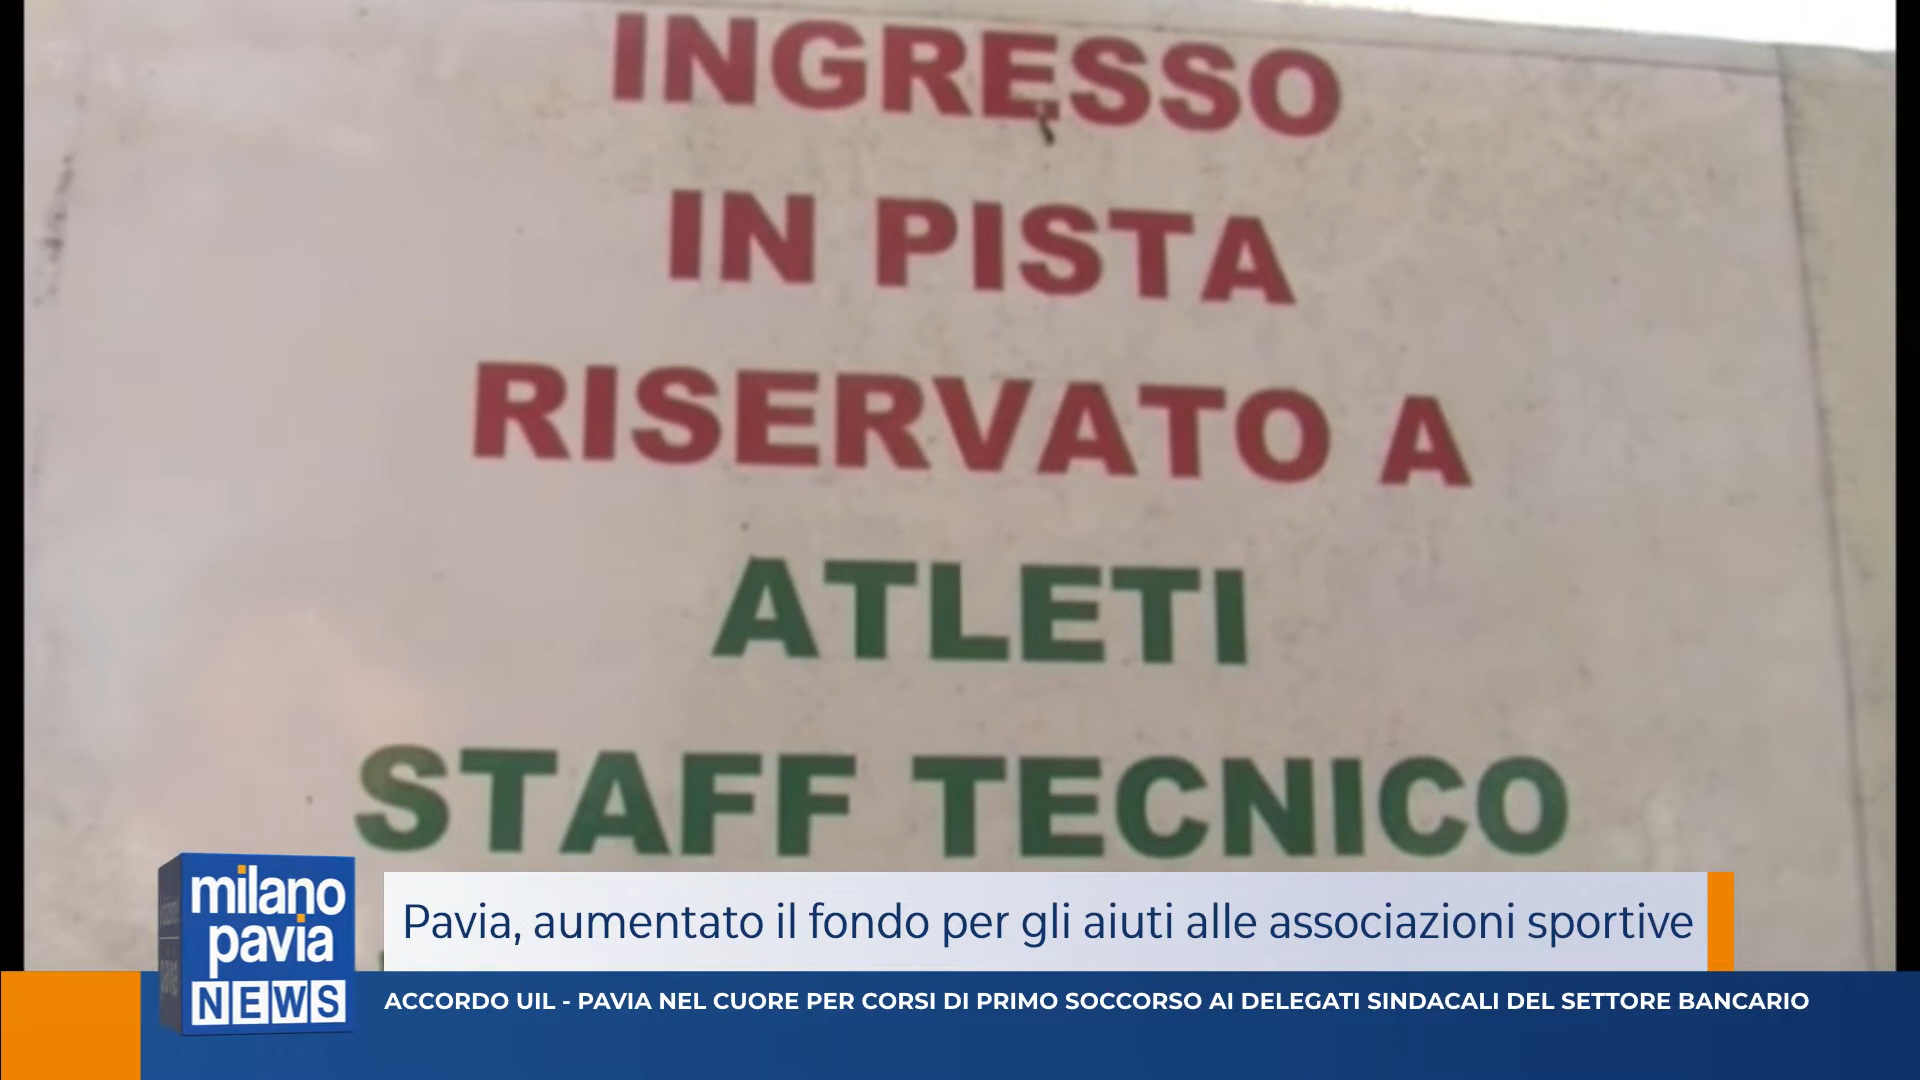 INGRESSO
IN PISTA
RISERVATO A
ATLETI
STAFF TECNICO
milano
pavia
NEWS
Pavia, aumentato il fondo per gli aiuti alle associazioni sportive
ACCORDO UIL - PAVIA NEL CUORE PER CORSI DI PRIMO SOCCORSO AI DELEGATI SINDACALI DEL SETTORE BANCARIO